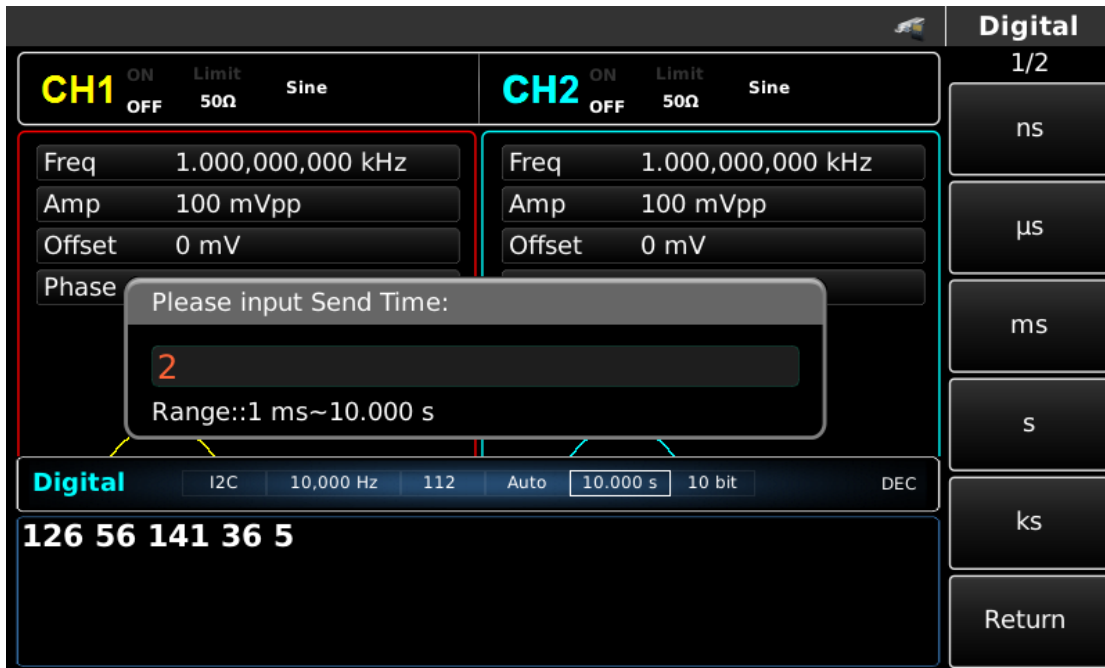 Digital
1/2
CH1 ON OFF Limit 50Ω Sine
CH2 ON OFF Limit 50Ω Sine
Freq 1.000,000,000 kHz
Amp 100 mVpp
Offset 0 mV
Phase
Freq 1.000,000,000 kHz
Amp 100 mVpp
Offset 0 mV
Please input Send Time:
2
Range::1 ms~10.000 s
Digital I2C 10,000 Hz 112 Auto 10.000 s 10 bit DEC
126 56 141 36 5
ns
µs
ms
s
ks
Return